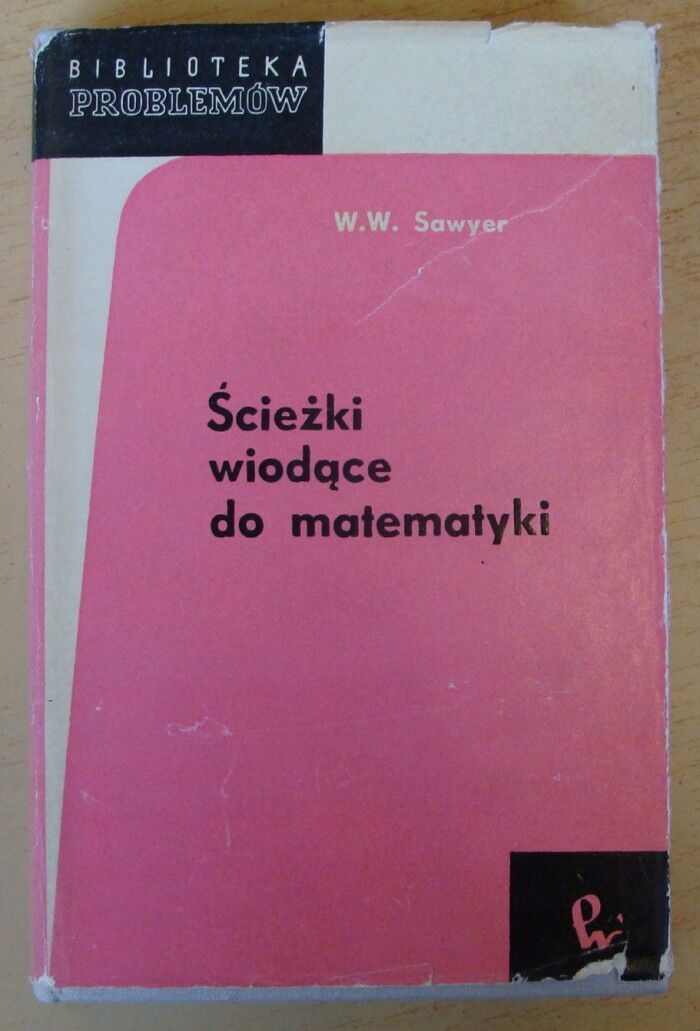 BIBLIOTEKA
PROBLEMÓW
W.W. Sawyer
Ścieżki
wiodące
do matematyki